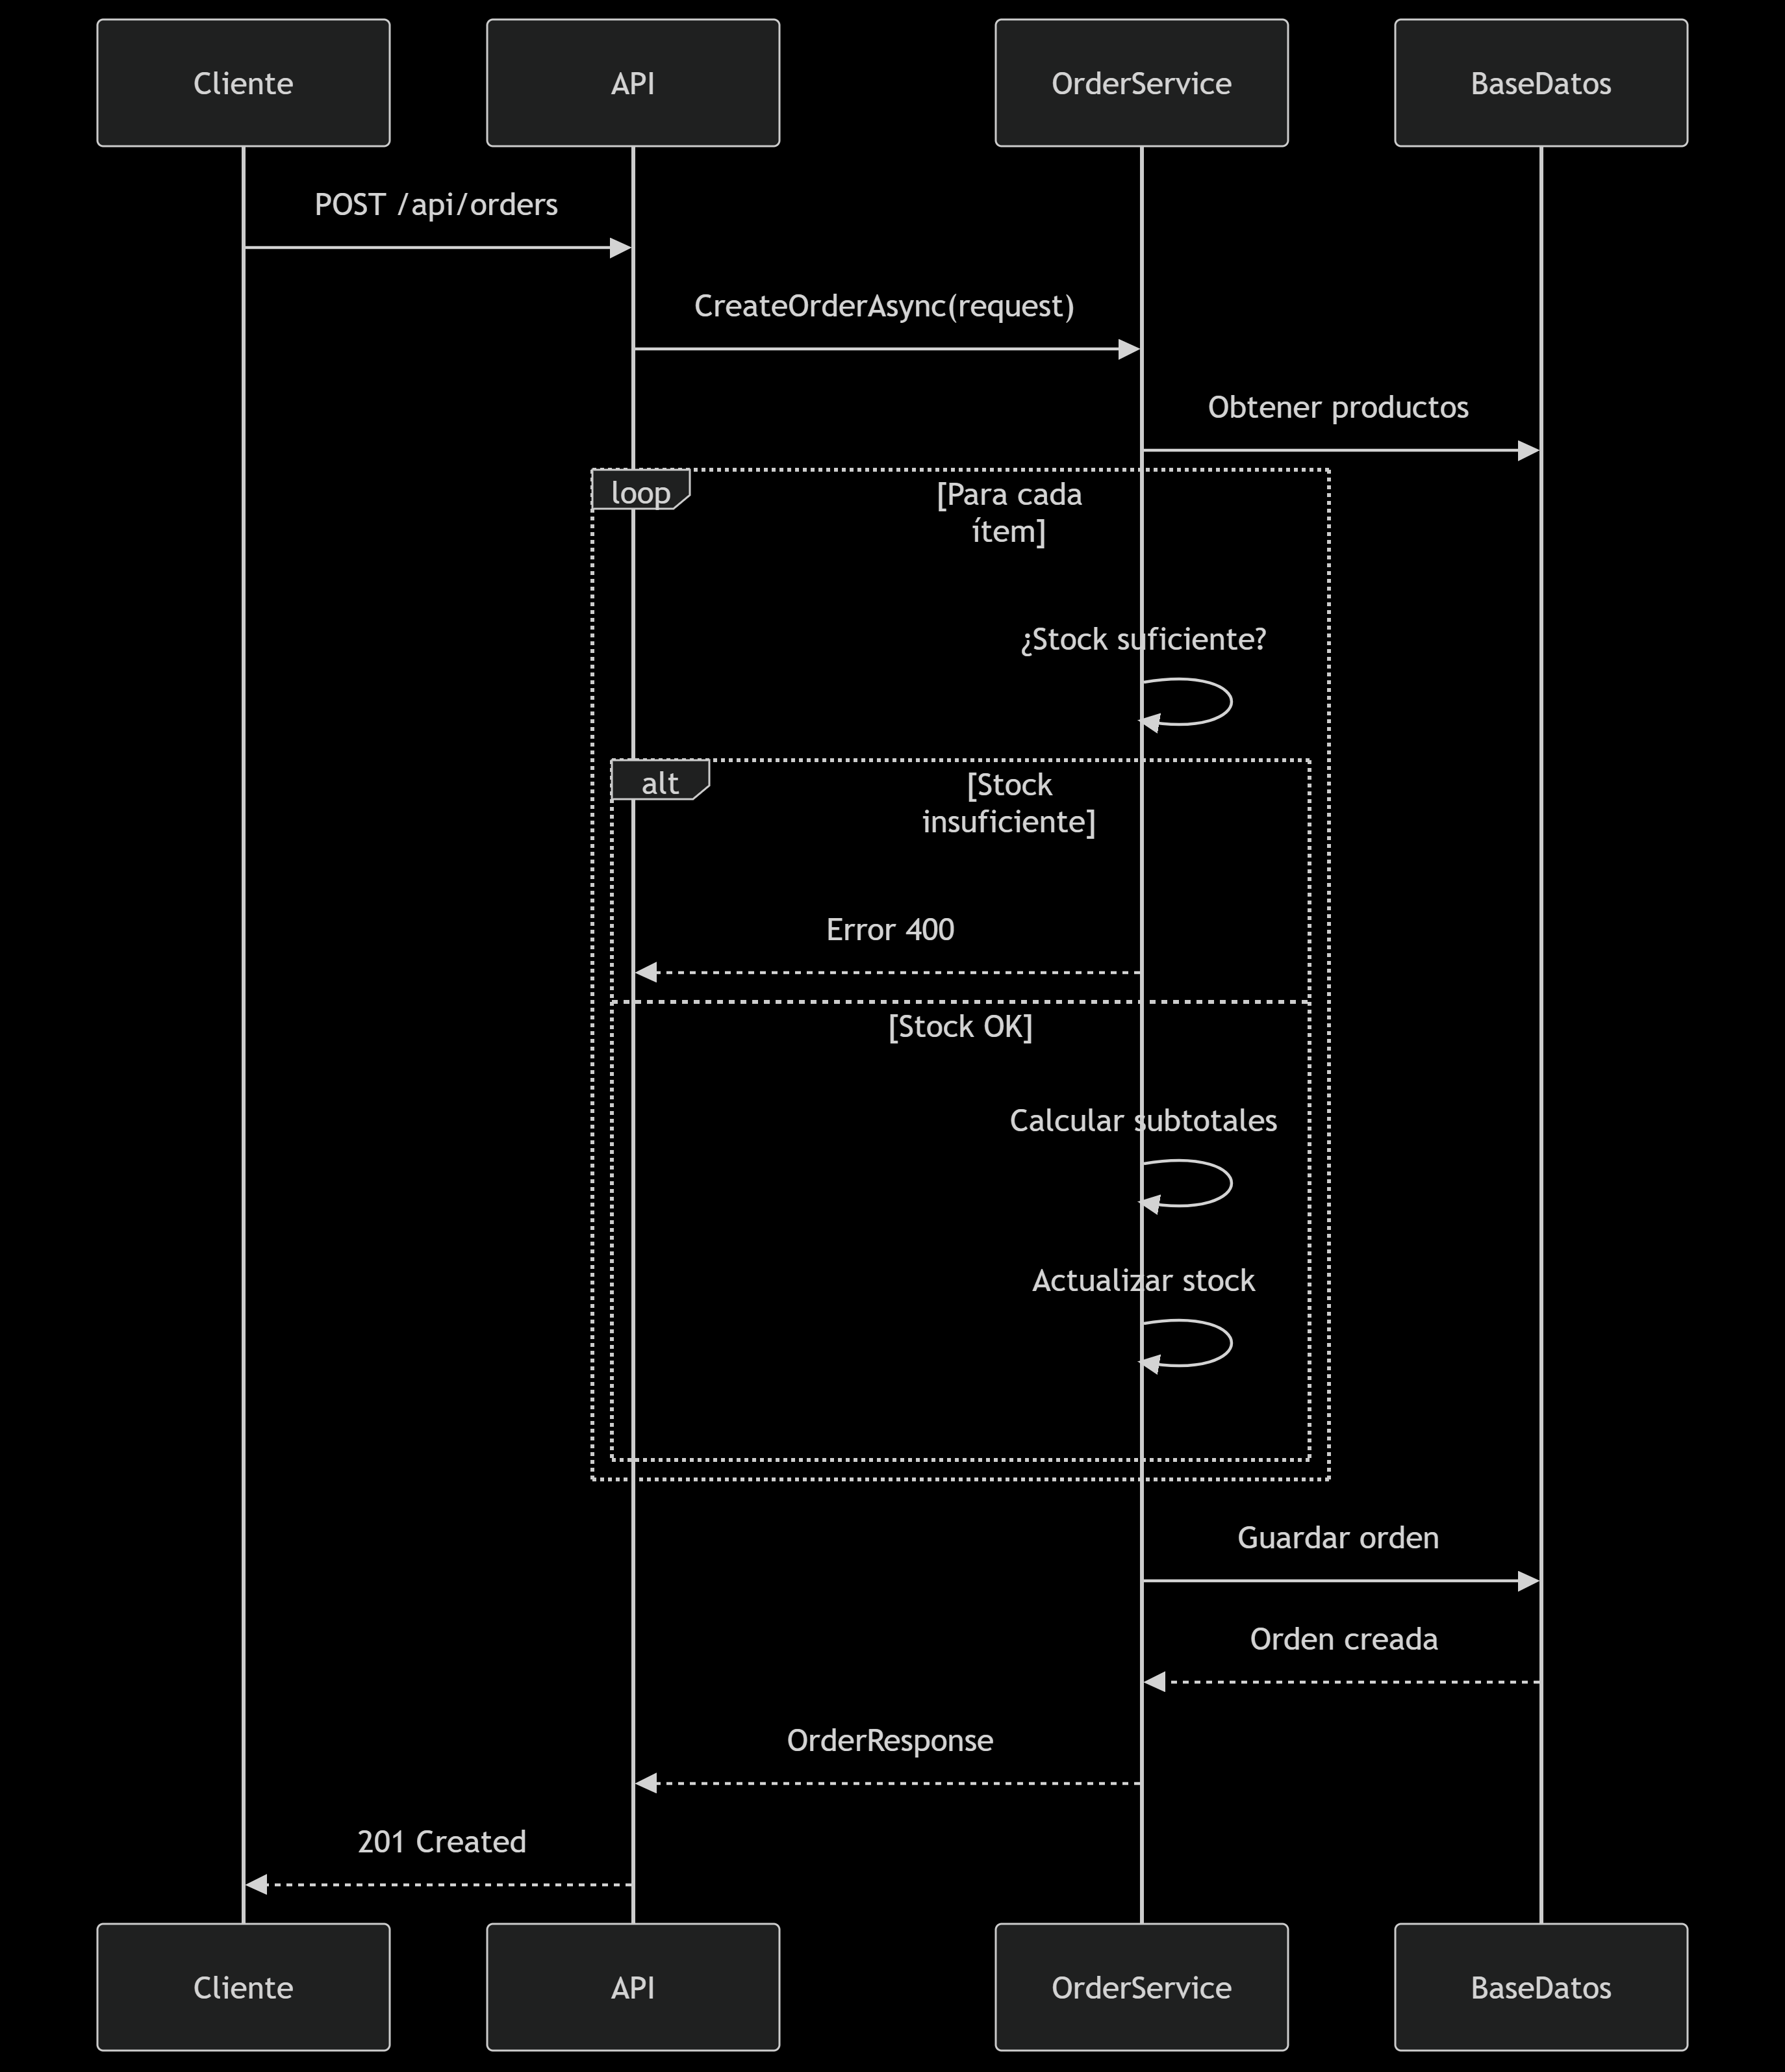 Cliente
API
OrderService
BaseDatos
POST /api/orders
CreateOrderAsync(request)
Obtener productos
loop
[Para cada
ítem]
¿Stock suficiente?
alt
[Stock
insuficiente]
Error 400
[Stock OK]
Calcular subtotales
Actualizar stock
Guardar orden
Orden creada
OrderResponse
201 Created
Cliente
API
OrderService
BaseDatos